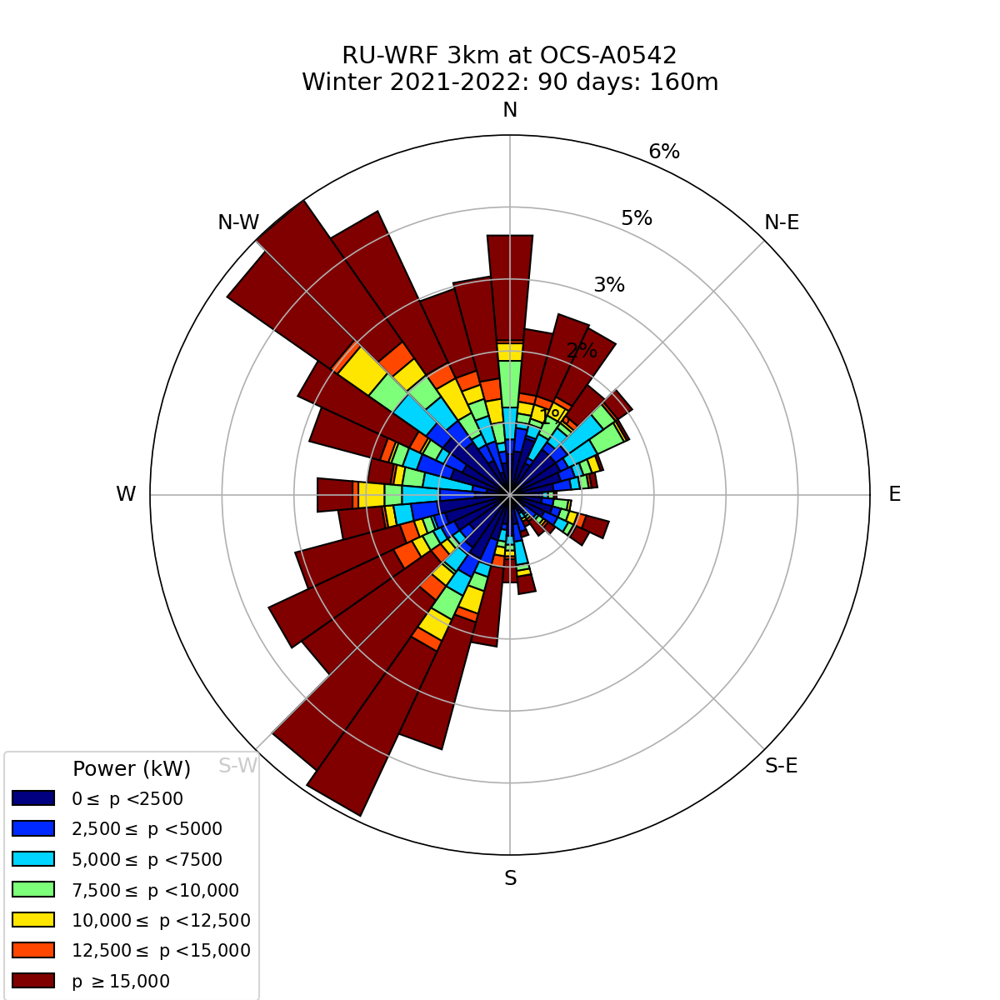 RU-WRF 3km at OCS-A0542
Winter 2021-2022: 90 days: 160m
N
6%
N-W
5%
N-E
3%
2%
1%
W
E
S-W
S-E
S
Power (kW)
0≤ p <2500
2,500≤ p <5000
5,000≤ p <7500
7,500≤ p <10,000
10,000≤ p <12,500
12,500≤ p <15,000
p ≥15,000